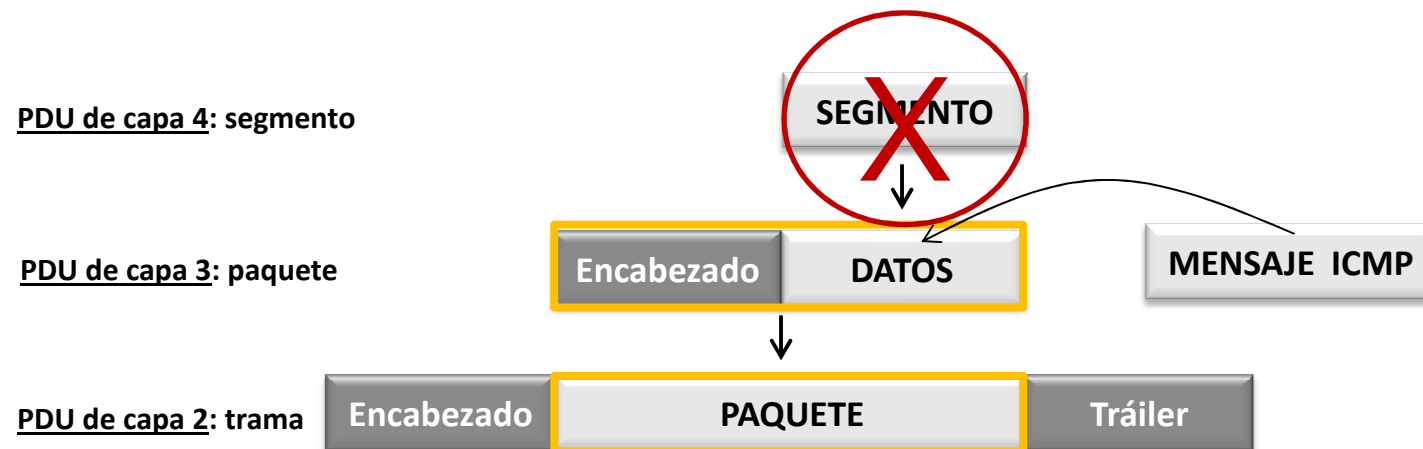 PDU de capa 4: segmento
SEGMENTO
X
PDU de capa 3: paquete
Encabezado
DATOS
MENSAJE ICMP
PDU de capa 2: trama
Encabezado
PAQUETE
Tráiler